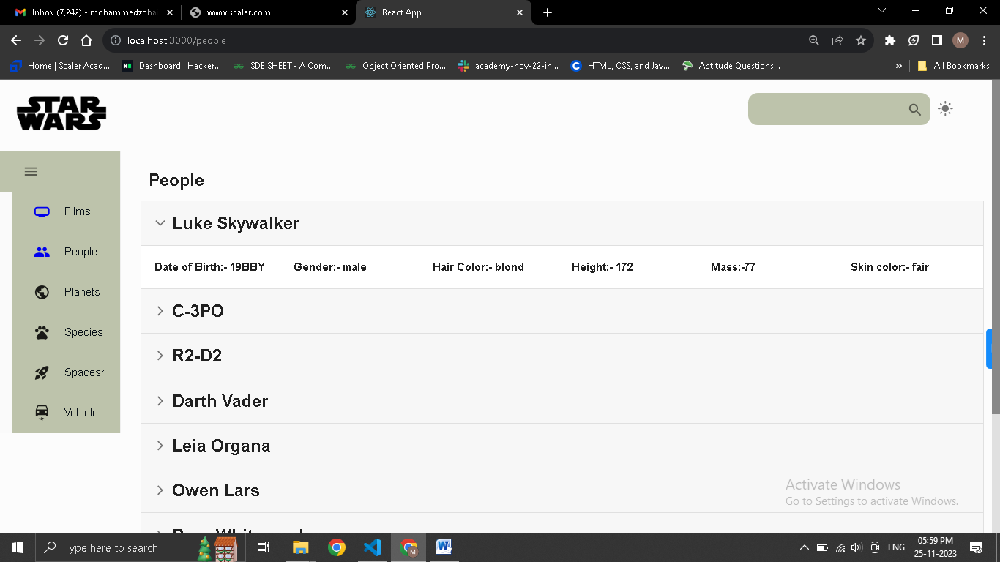 Inbox (7,242) - mohammedzoha
www.scaler.com
React App
localhost:3000/people
M
Home | Scaler Acad...
Dashboard | Hacker...
SDE SHEET - A Com...
Object Oriented Pro...
academy-nov-22-in...
HTML, CSS, and Jav...
Aptitude Questions...
»
All Bookmarks
STAR
WARS
People
Films
People
Planets
Species
Spacesh
Vehicle
Luke Skywalker
Date of Birth:- 19BBY Gender:- male Hair Color:- blond Height:- 172 Mass:-77 Skin color:- fair
C-3PO
R2-D2
Darth Vader
Leia Organa
Owen Lars
Activate Windows
Go to Settings to activate Windows.
Type here to search
ENG
05:59 PM
25-11-2023